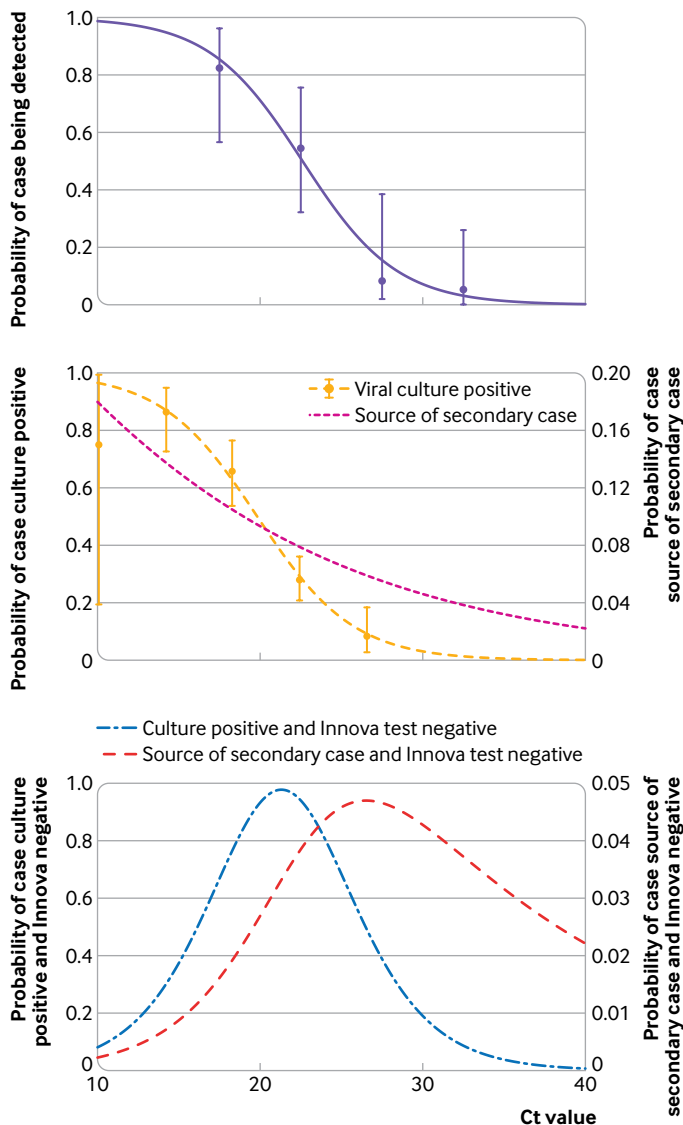 Probability of case being detected
1.0
0.8
0.6
0.4
0.2
0
Probability of case culture positive
1.0
0.8
0.6
0.4
0.2
0
Viral culture positive
Source of secondary case
0.20
0.16
0.12
0.08
0.04
0
Probability of case
source of secondary case
Culture positive and Innova test negative
Source of secondary case and Innova test negative
Probability of case culture
positive and Innova negative
1.0
0.8
0.6
0.4
0.2
0
0.05
0.04
0.03
0.02
0.01
0
Probability of case source of
secondary case and Innova negative
10
20
30
40
Ct value